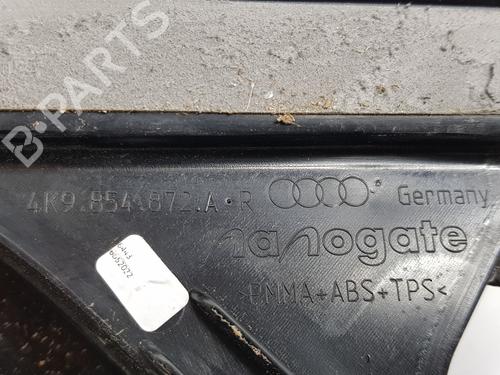 B-PARTS
4K9.854.872.A.R Germany
nanogate
>PMMA+ABS+TPS<